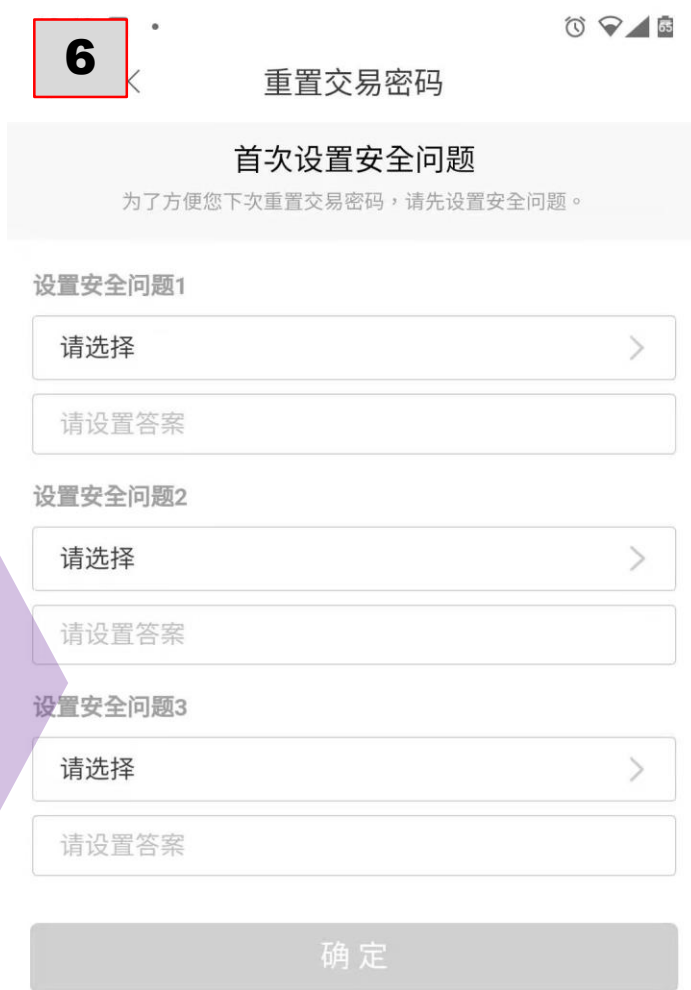 6
65
重置交易密码
首次设置安全问题
为了方便您下次重置交易密码，请先设置安全问题。
设置安全问题1
请选择
请设置答案
设置安全问题2
请选择
请设置答案
设置安全问题3
请选择
请设置答案
确定